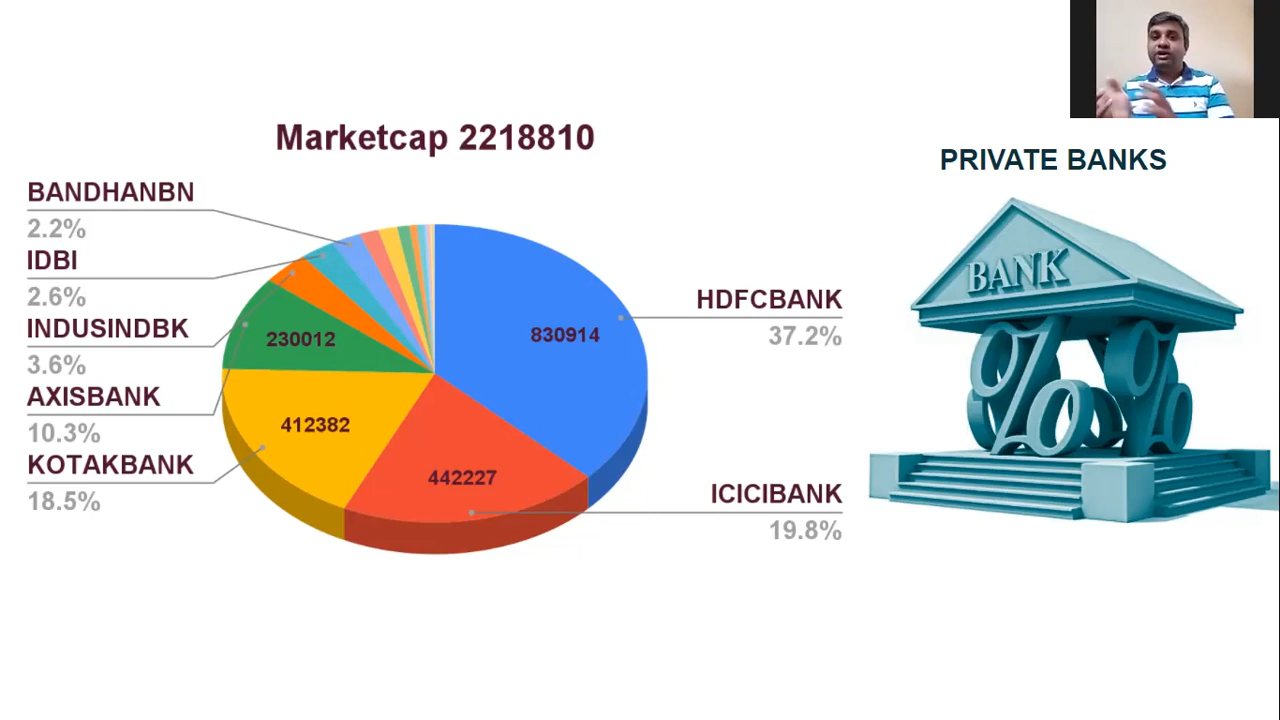 Marketcap 2218810
PRIVATE BANKS
BANDHANBN
2.2%
IDBI
2.6%
INDUSINDBK
3.6%
AXISBANK
10.3%
KOTAKBANK
18.5%
230012
412382
442227
830914
HDFCBANK
37.2%
ICICIBANK
19.8%
BANK
%%